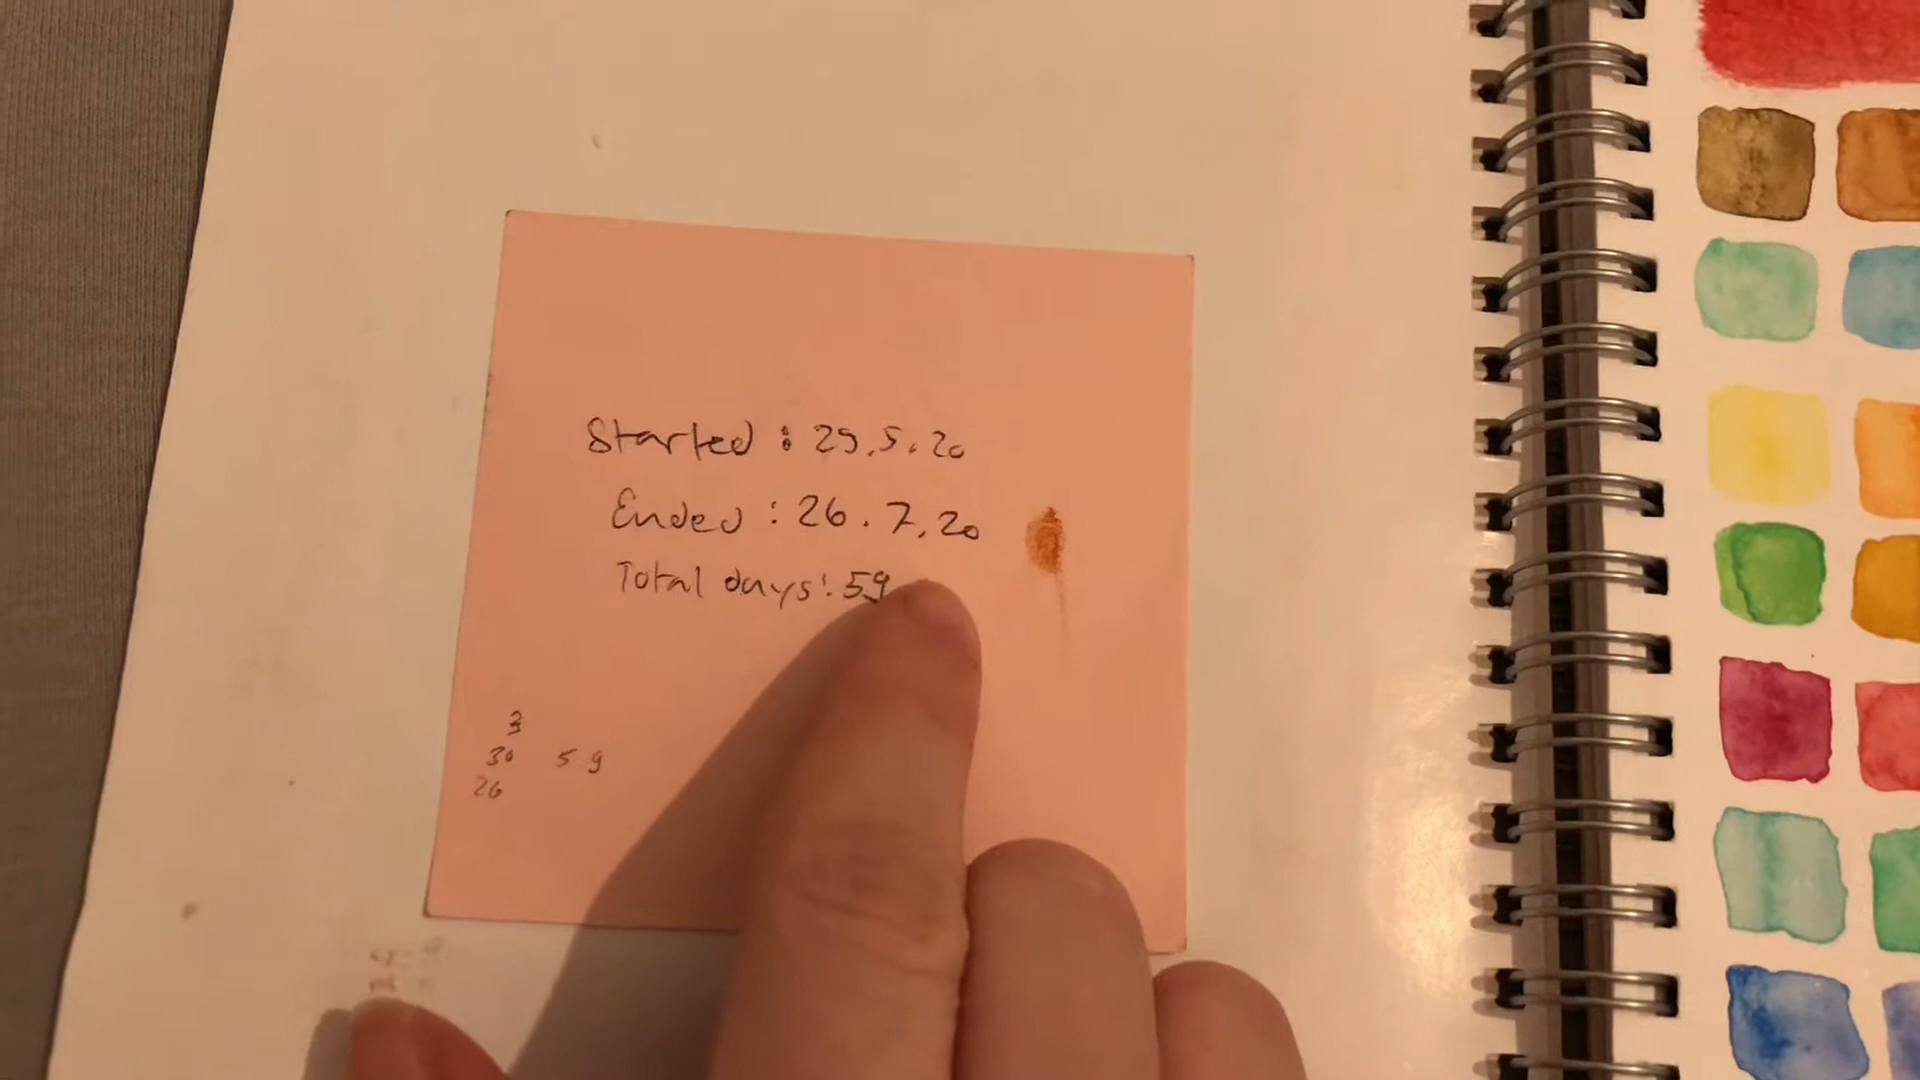 Started : 29.5.20
Ended : 26.7.20
Total days: 59
3
30 59
26